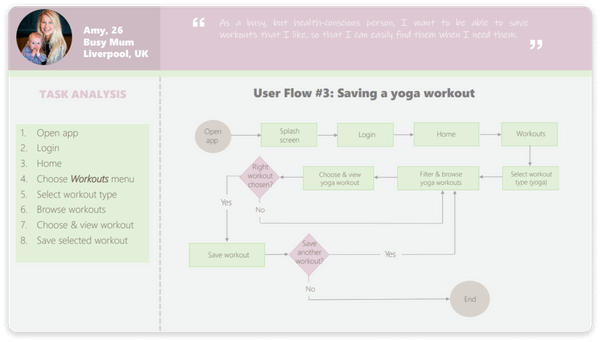 Amy, 26
Busy Mum
Liverpool, UK
“ As a busy, but health-conscious person, I want to be able to save
workouts that I like, so that I can easily find them when I need them. ”
TASK ANALYSIS
1. Open app
2. Login
3. Home
4. Choose Workouts menu
5. Select workout type
6. Browse workouts
7. Choose & view workout
8. Save selected workout
User Flow #3: Saving a yoga workout
Open
app
Splash
screen
Login
Home
Workouts
Select workout
type (yoga)
Filter & browse
yoga workouts
Choose & view
yoga workout
Right
workout
chosen?
Yes
No
Save workout
Save
another
workout?
Yes
No
End